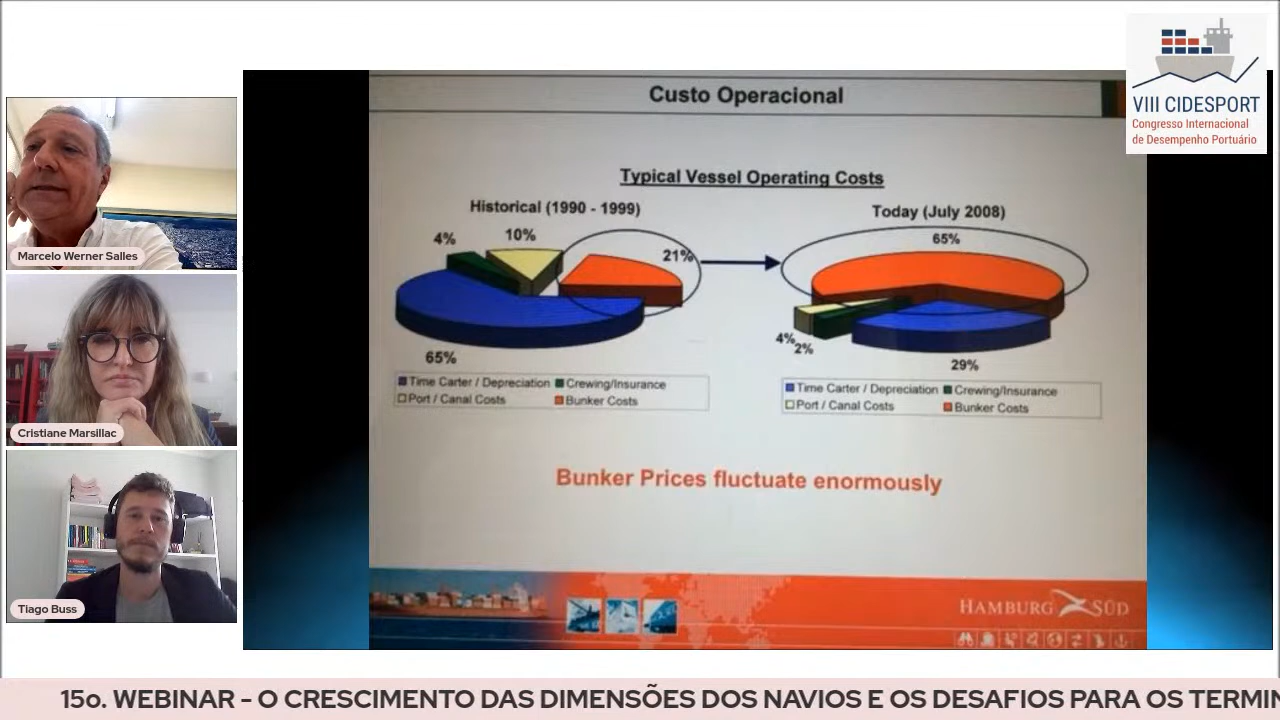 VIII CIDESPORT
Congresso Internacional
de Desempenho Portuário
Marcelo Werner Salles
Cristiane Marsillac
Tiago Buss
Custo Operacional
Typical Vessel Operating Costs
Historical (1990 - 1999)
4%
10%
21%
65%
Time Carter / Depreciation
Crewing/Insurance
Port / Canal Costs
Bunker Costs
Today (July 2008)
65%
4%
2%
29%
Time Carter / Depreciation
Crewing/Insurance
Port / Canal Costs
Bunker Costs
Bunker Prices fluctuate enormously
HAMBURG SÜD
15o. WEBINAR - O CRESCIMENTO DAS DIMENSÕES DOS NAVIOS E OS DESAFIOS PARA OS TERMIN